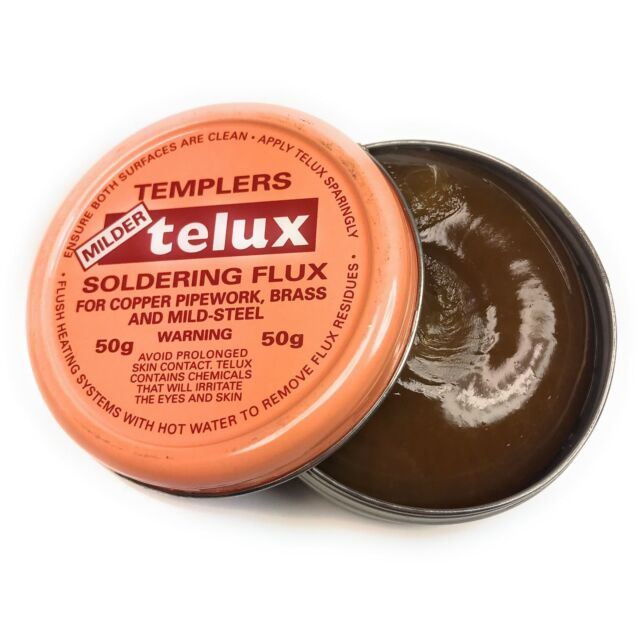 ENSURE BOTH SURFACES ARE CLEAN • APPLY TELUX SPARINGLY
• FLUSH HEATING SYSTEMS WITH HOT WATER TO REMOVE FLUX RESIDUES •
TEMPLERS
MILDER
telux
SOLDERING FLUX
FOR COPPER PIPEWORK, BRASS
AND MILD-STEEL
WARNING
50g 50g
AVOID PROLONGED
SKIN CONTACT. TELUX
CONTAINS CHEMICALS
THAT WILL IRRITATE
THE EYES AND SKIN